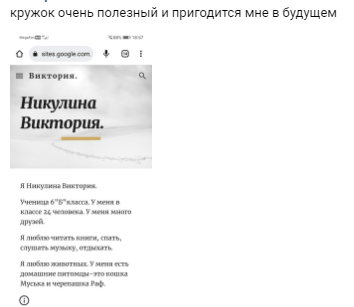 кружок очень полезный и пригодится мне в будущем
sites.google.com
Виктория.
Никулина
Виктория.
Я Никулина Виктория.
Ученица 6"Б"класса. У меня в
классе 24 человека. У меня много
друзей.
Я люблю читать книги, спать,
слушать музыку, отдыхать.
Я люблю животных. У меня есть
домашние питомцы-это кошка
Муська и черепашка Раф.